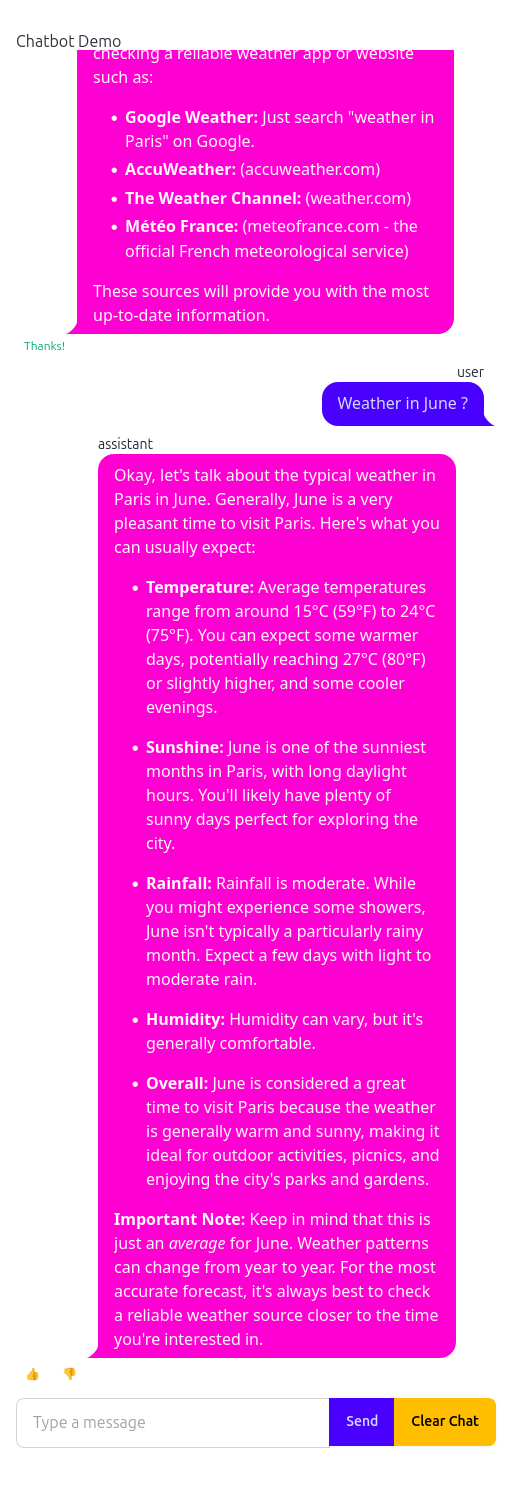 Chatbot Demo
checking a reliable weather app or website
such as:
• Google Weather: Just search "weather in
Paris" on Google.
• AccuWeather: (accuweather.com)
• The Weather Channel: (weather.com)
• Météo France: (meteofrance.com - the
official French meteorological service)
These sources will provide you with the most
up-to-date information.
Thanks!
user
Weather in June ?
assistant
Okay, let's talk about the typical weather in
Paris in June. Generally, June is a very
pleasant time to visit Paris. Here's what you
can usually expect:
• Temperature: Average temperatures
range from around 15°C (59°F) to 24°C
(75°F). You can expect some warmer
days, potentially reaching 27°C (80°F)
or slightly higher, and some cooler
evenings.
• Sunshine: June is one of the sunniest
months in Paris, with long daylight
hours. You'll likely have plenty of
sunny days perfect for exploring the
city.
• Rainfall: Rainfall is moderate. While
you might experience some showers,
June isn't typically a particularly rainy
month. Expect a few days with light to
moderate rain.
• Humidity: Humidity can vary, but it's
generally comfortable.
• Overall: June is considered a great
time to visit Paris because the weather
is generally warm and sunny, making it
ideal for outdoor activities, picnics, and
enjoying the city's parks and gardens.
Important Note: Keep in mind that this is
just an average for June. Weather patterns
can change from year to year. For the most
accurate forecast, it's always best to check
a reliable weather source closer to the time
you're interested in.
👍 👎
Type a message Send Clear Chat